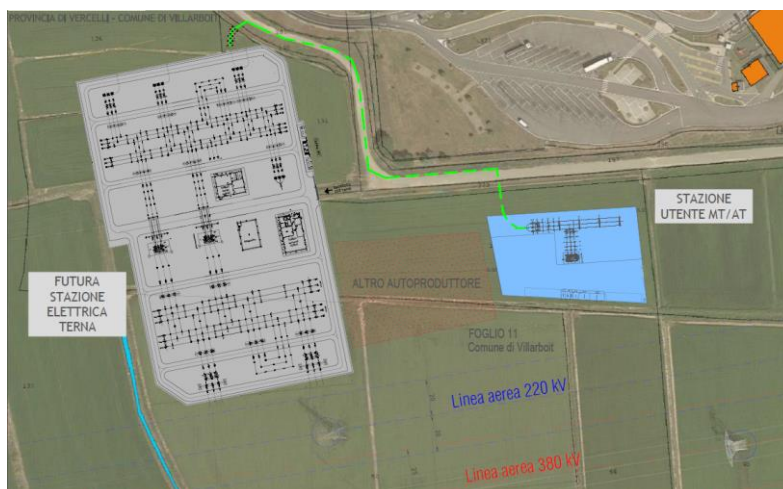 PROVINCIA DI VERCELLI - COMUNE DI VILLARBOIT
STAZIONE
UTENTE MT/AT
FUTURA
STAZIONE
ELETTRICA
TERNA
ALTRO AUTOPRODUTTORE
FOGLIO 11
Comune di Villarboit
Linea aerea 220 kV
Linea aerea 380 kV